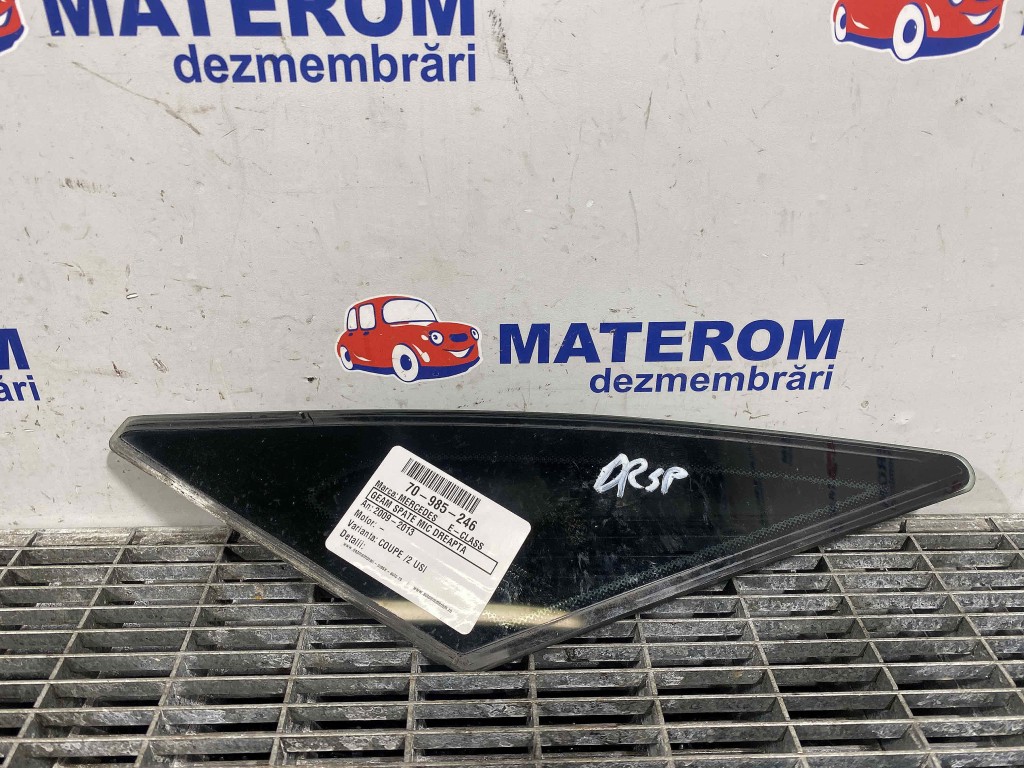 MATEROM
dezmembrări
MATEROM
dezmembrări
70-985-246
Marca: MERCEDES E-CLASS
GEAM SPATE MIC DREAPTA
An: 2009-2013
Motor: -
Varianta: COUPE /2 USI
Detalii:
DRSP